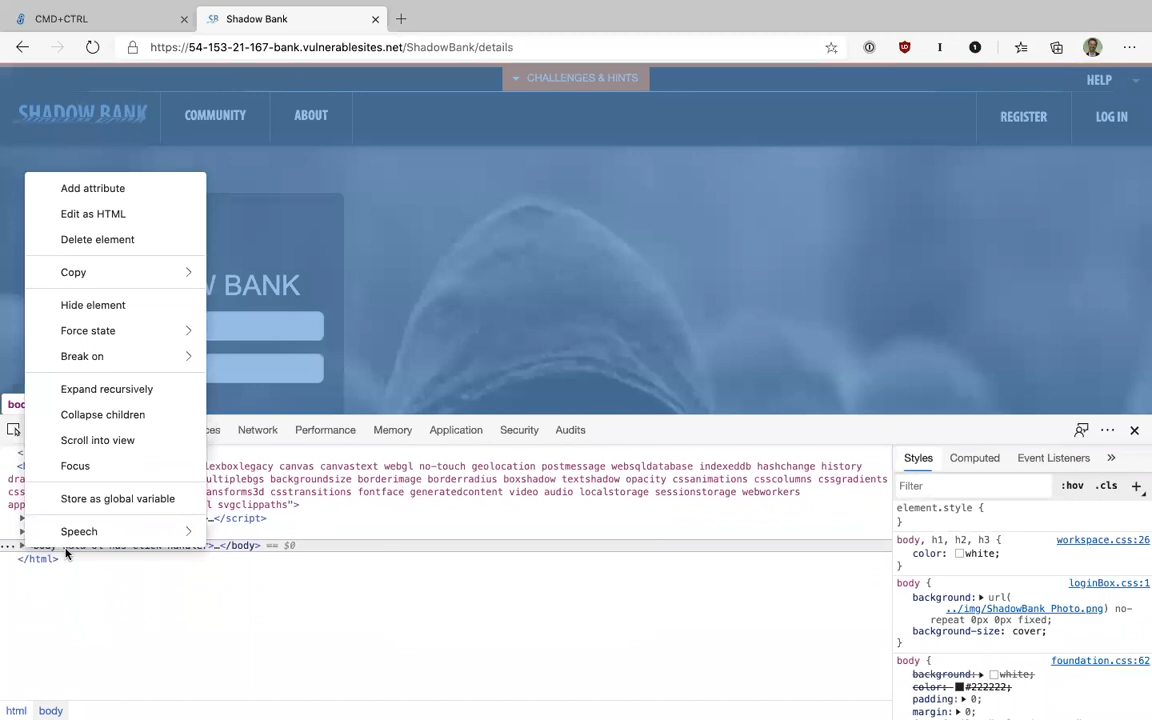 CMD+CTRL
Shadow Bank
https://54-153-21-167-bank.vulnerablesites.net/ShadowBank/details
CHALLENGES & HINTS
HELP
SHADOW BANK
COMMUNITY
ABOUT
REGISTER
LOG IN
Add attribute
Edit as HTML
Delete element
Copy
Hide element
Force state
Break on
Expand recursively
Collapse children
Scroll into view
Focus
Store as global variable
Speech
BANK
Network
Performance
Memory
Application
Security
Audits
lexboxlegacy canvas canvastext webgl no-touch geolocation postmessage websqldatabase indexeddb hashchange history
multiplebgs backgroundsize borderimage borderradius boxshadow textshadow opacity cssanimations csscolumns cssgradients
csstransitions fontface generatedcontent video audio localstorage sessionstorage webworkers
svgclippaths">
…</script>
…</body> == $0
</html>
html
body
Styles
Computed
Event Listeners
Filter
:hov
.cls
element.style {
}
body, h1, h2, h3 {
workspace.css:26
color: white;
}
body {
loginBox.css:1
background: url(
../img/ShadowBank_Photo.png) no-
repeat 0px 0px fixed;
background-size: cover;
}
body {
foundation.css:62
background: white;
color: #222222;
padding: 0;
margin: 0;